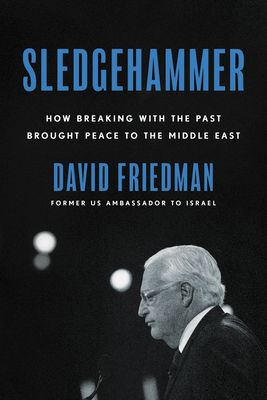 SLEDGEHAMMER
HOW BREAKING WITH THE PAST
BROUGHT PEACE TO THE MIDDLE EAST
DAVID FRIEDMAN
FORMER US AMBASSADOR TO ISRAEL